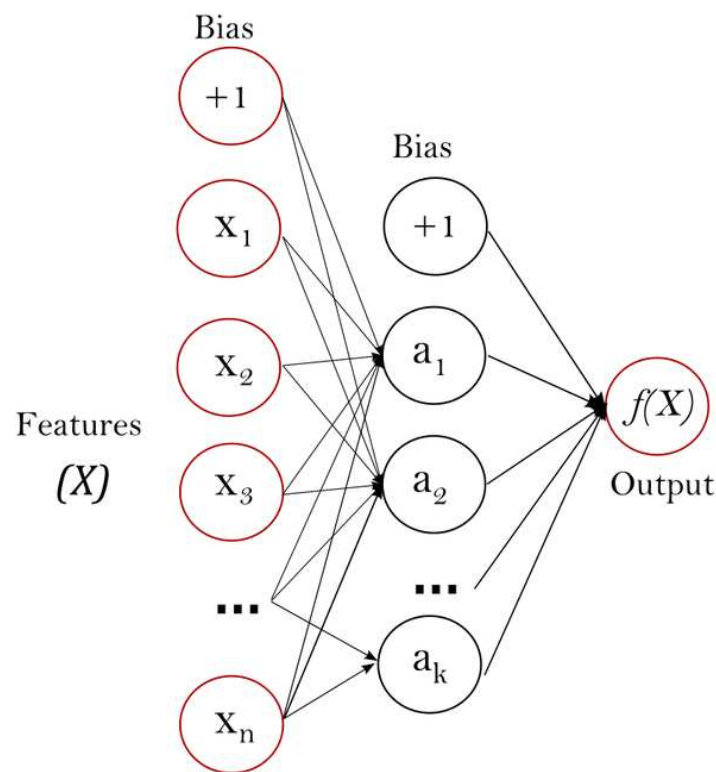 Bias
+1
x₁
x₂
x₃
...
xₙ
Features
(X)
Bias
+1
a₁
a₂
...
aₖ
f(X)
Output